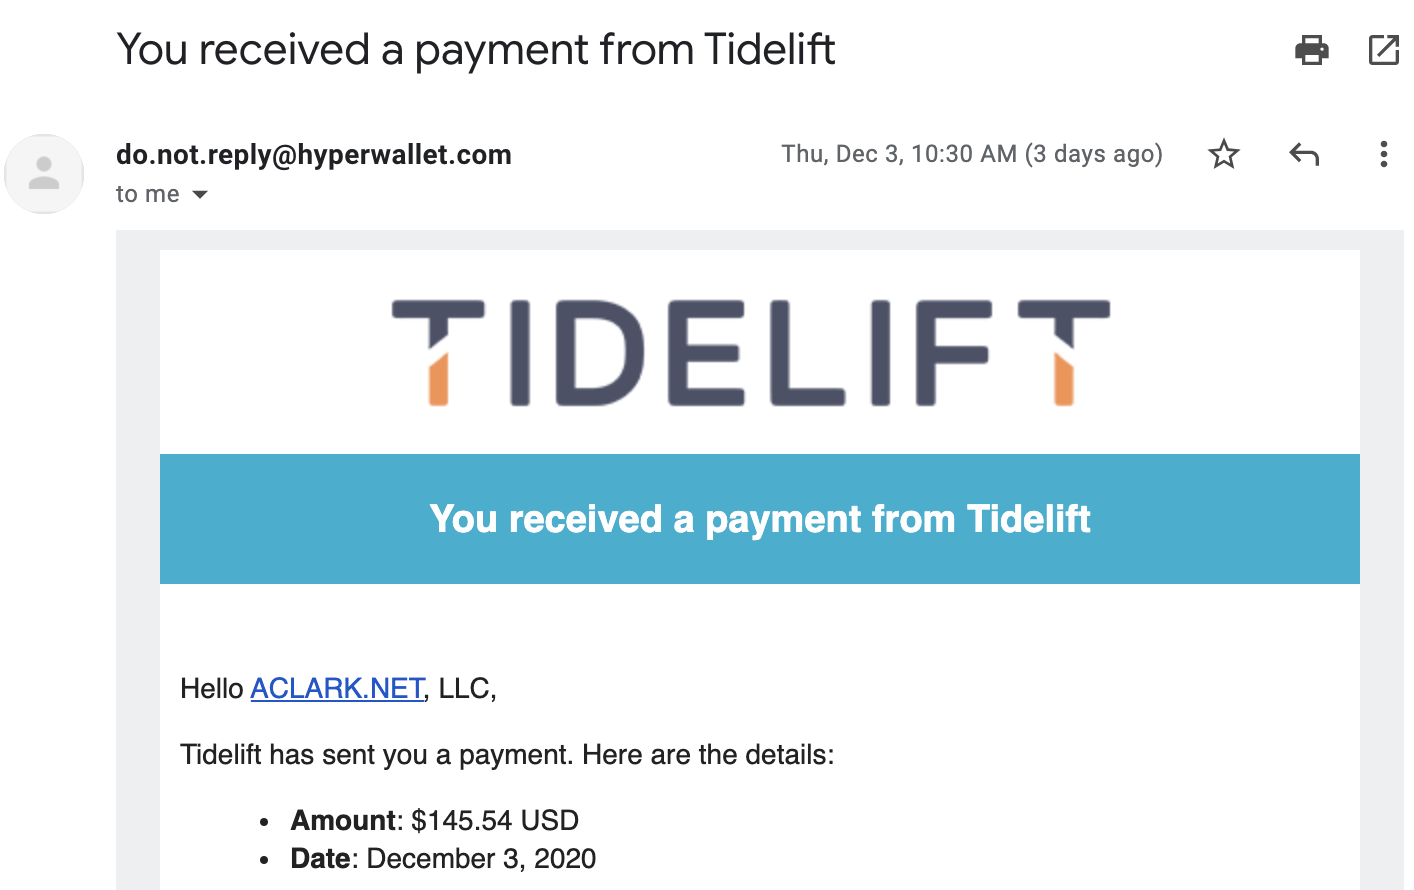 You received a payment from Tidelift
do.not.reply@hyperwallet.com
Thu, Dec 3, 10:30 AM (3 days ago)
to me
TIDELIFT
You received a payment from Tidelift
Hello ACLARK.NET, LLC,
Tidelift has sent you a payment. Here are the details:
• Amount: $145.54 USD
• Date: December 3, 2020